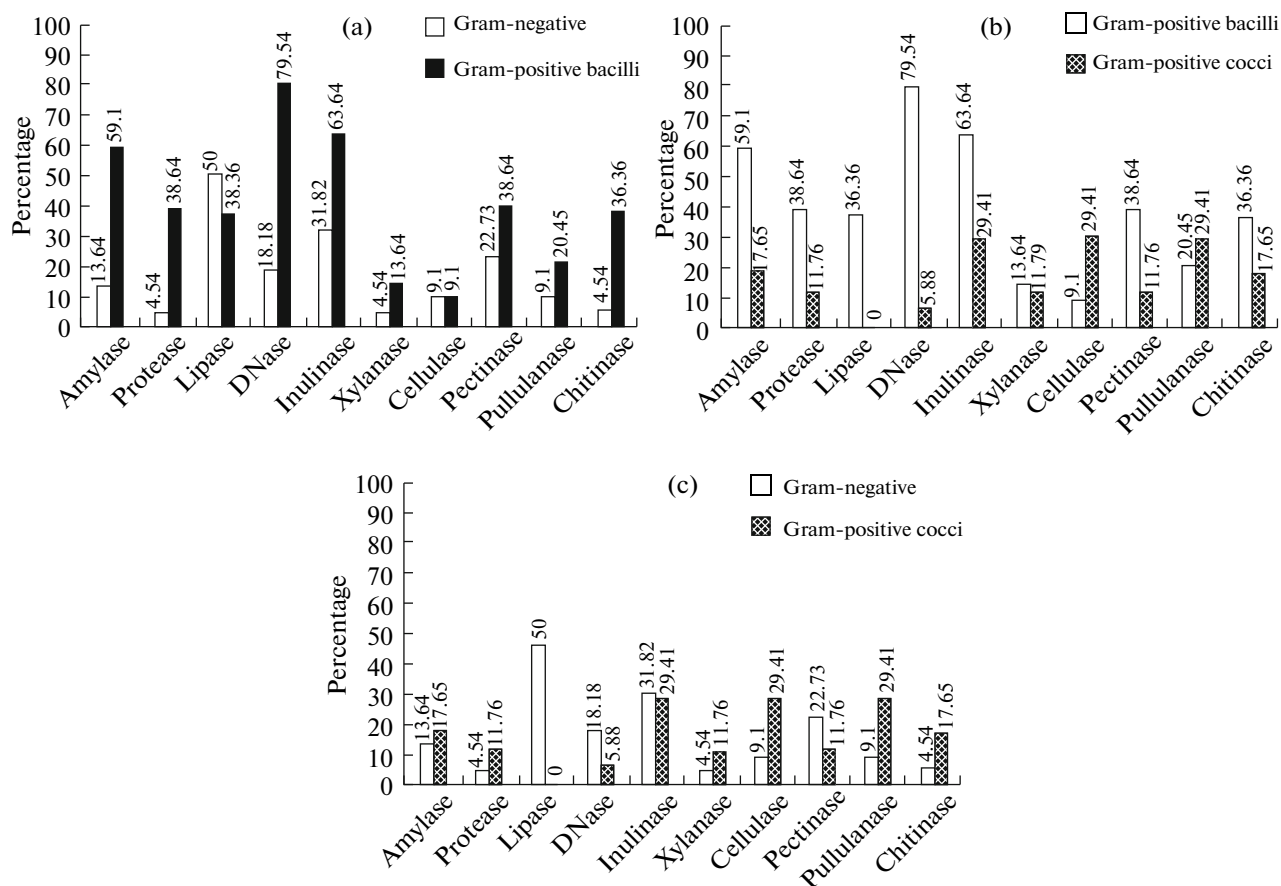 (a)
Gram-negative
Gram-positive bacilli
Percentage
100
90
80
70
60
50
40
30
20
10
0
13.64
59.1
4.54
38.64
50
38.36
18.18
79.54
31.82
63.64
4.54
13.64
9.1
9.1
22.73
38.64
9.1
20.45
4.54
36.36
Amylase
Protease
Lipase
DNase
Inulinase
Xylanase
Cellulase
Pectinase
Pullulanase
Chitinase
(b)
Gram-positive bacilli
Gram-positive cocci
Percentage
100
90
80
70
60
50
40
30
20
10
0
59.1
17.65
38.64
11.76
36.36
0
79.54
5.88
63.64
29.41
13.64
11.79
9.1
29.41
38.64
11.76
20.45
29.41
36.36
17.65
Amylase
Protease
Lipase
DNase
Inulinase
Xylanase
Cellulase
Pectinase
Pullulanase
Chitinase
(c)
Gram-negative
Gram-positive cocci
Percentage
100
90
80
70
60
50
40
30
20
10
0
13.64
17.65
4.54
11.76
50
0
18.18
5.88
31.82
29.41
4.54
11.76
9.1
29.41
22.73
11.76
9.1
29.41
4.54
17.65
Amylase
Protease
Lipase
DNase
Inulinase
Xylanase
Cellulase
Pectinase
Pullulanase
Chitinase